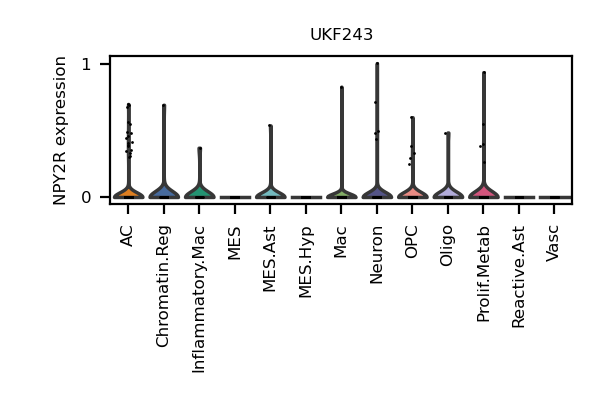 UKF243
NPY2R expression
1
0
AC
Chromatin.Reg
Inflammatory.Mac
MES
MES.Ast
MES.Hyp
Mac
Neuron
OPC
Oligo
Prolif.Metab
Reactive.Ast
Vasc